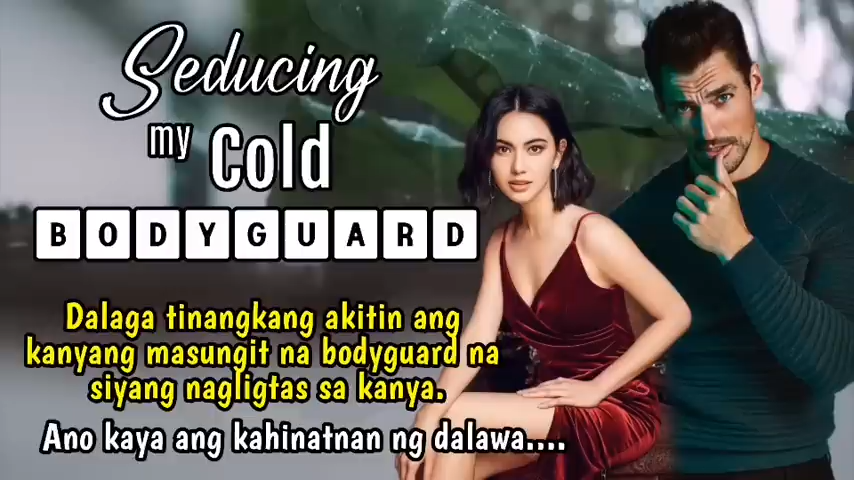 Seducing
my Cold
BODYGUARD
Dalaga tinangkang akitin ang
kanyang masungit na bodyguard na
siyang nagligtas sa kanya.
Ano kaya ang kahinatnan ng dalawa....